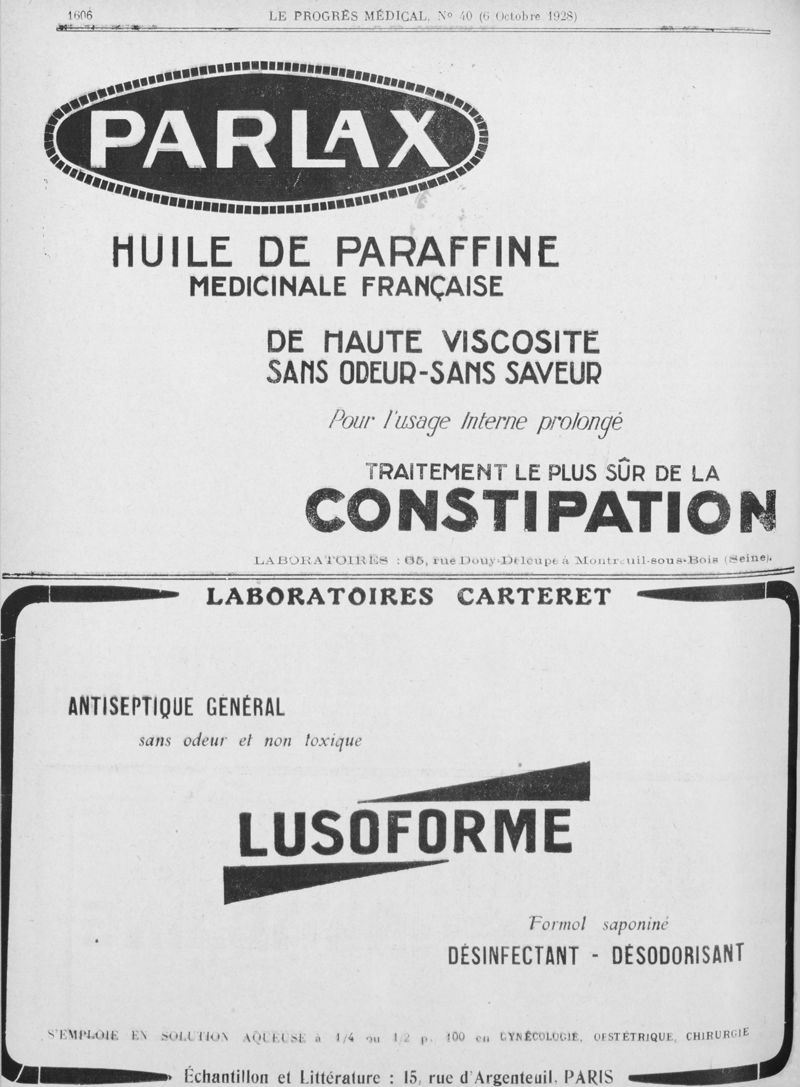 1606
LE PROGRÈS MÉDICAL, No 40 (6 Octobre 1928)
PARLAX
HUILE DE PARAFFINE
MEDICINALE FRANÇAISE
DE HAUTE VISCOSITÉ
SANS ODEUR-SANS SAVEUR
Pour l'usage Interne prolongé
TRAITEMENT LE PLUS SÛR DE LA
CONSTIPATION
LABORATOIRES : 65, rue Douy-Delcupe à Montreuil-sous-Bois (Seine).
LABORATOIRES CARTERET
ANTISEPTIQUE GÉNÉRAL
sans odeur et non toxique
LUSOFORME
Formol saponiné
DÉSINFECTANT - DÉSODORISANT
S'EMPLOIE EN SOLUTION AQUEUSE à 1/4 ou 1/2 p. 100 en GYNÉCOLOGIE, OBSTÉTRIQUE, CHIRURGIE
Échantillon et Littérature : 15, rue d'Argenteuil, PARIS